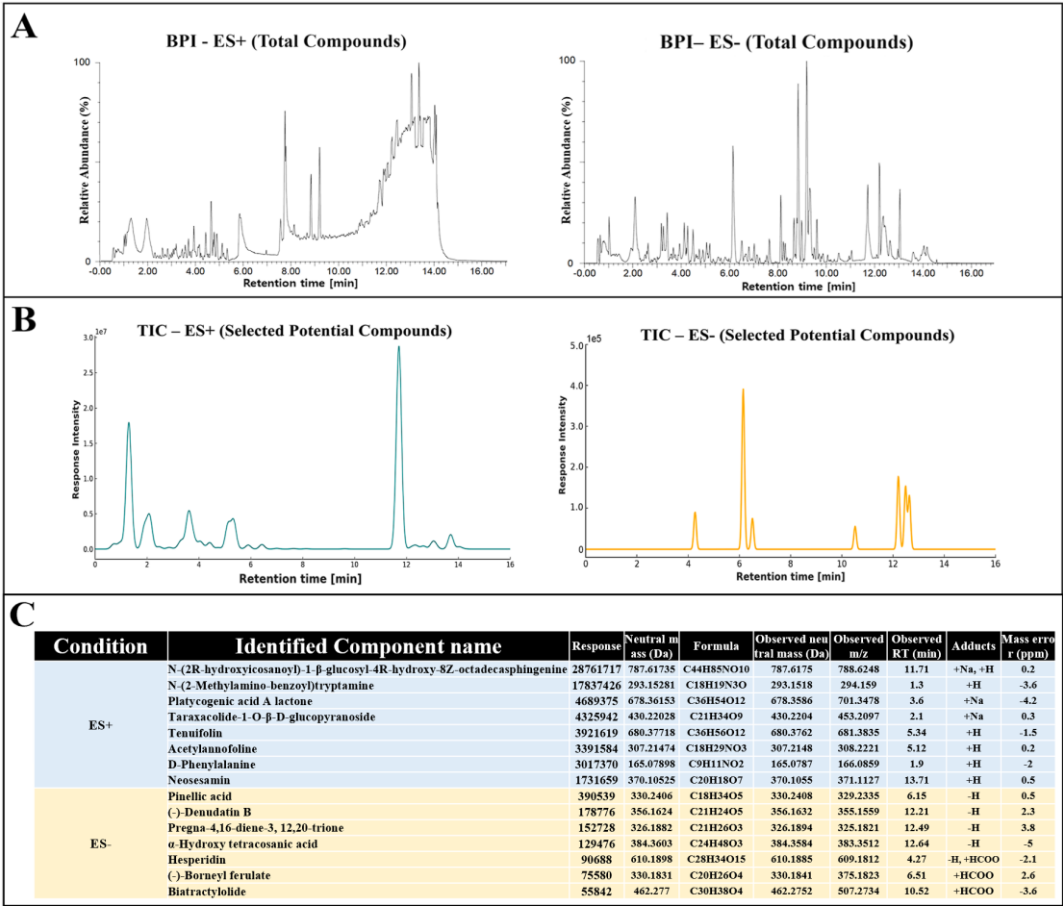 A
BPI - ES+ (Total Compounds)
BPI– ES- (Total Compounds)
100
Relative Abundance (%)
0
-0.00 2.00 4.00 6.00 8.00 10.00 12.00 14.00 16.00
Retention time [min]
100
Relative Abundance (%)
0
-0.00 2.00 4.00 6.00 8.00 10.00 12.00 14.00 16.00
Retention time [min]
B
TIC – ES+ (Selected Potential Compounds)
TIC – ES- (Selected Potential Compounds)
1e7
3.0
2.5
2.0
1.5
1.0
0.5
0.0
Response Intensity
0 2 4 6 8 10 12 14 16
Retention time [min]
1e5
5.0
4.0
3.0
2.0
1.0
0
Response Intensity
0 2 4 6 8 10 12 14 16
Retention time [min]
C
Condition Identified Component name Response Neutral m ass (Da) Formula Observed neu tral mass (Da) Observed m/z Observed RT (min) Adducts Mass erro r (ppm)
ES+
N-(2R-hydroxyicosanoyl)-1-β-glucosyl-4R-hydroxy-8Z-octadecasphingenine 28761717 787.61735 C44H85NO10 787.6175 788.6248 11.71 +Na, +H 0.2
N-(2-Methylamino-benzoyl)tryptamine 17837426 293.15281 C18H19N3O 293.1518 294.159 1.3 +H -3.6
Platycogenic acid A lactone 4689375 678.36153 C36H54O12 678.3586 701.3478 3.6 +Na -4.2
Taraxacolide-1-O-β-D-glucopyranoside 4325942 430.22028 C21H34O9 430.2204 453.2097 2.1 +Na 0.3
Tenuifolin 3921619 680.37718 C36H56O12 680.3762 681.3835 5.34 +H -1.5
Acetylannofoline 3391584 307.21474 C18H29NO3 307.2148 308.2221 5.12 +H 0.2
D-Phenylalanine 3017370 165.07898 C9H11NO2 165.0787 166.0859 1.9 +H -2
Neosesamin 1731659 370.10525 C20H18O7 370.1055 371.1127 13.71 +H 0.5
ES-
Pinellic acid 390539 330.2406 C18H34O5 330.2408 329.2335 6.15 -H 0.5
(-)-Denudatin B 178776 356.1624 C21H24O5 356.1632 355.1559 12.21 -H 2.3
Pregna-4,16-diene-3, 12,20-trione 152728 326.1882 C21H26O3 326.1894 325.1821 12.49 -H 3.8
α-Hydroxy tetracosanic acid 129476 384.3603 C24H48O3 384.3584 383.3512 12.64 -H -5
Hesperidin 90688 610.1898 C28H34O15 610.1885 609.1812 4.27 -H, +HCOO -2.1
(-)-Borneyl ferulate 75580 330.1831 C20H26O4 330.1841 375.1823 6.51 +HCOO 2.6
Biatractylolide 55842 462.277 C30H38O4 462.2752 507.2734 10.52 +HCOO -3.6